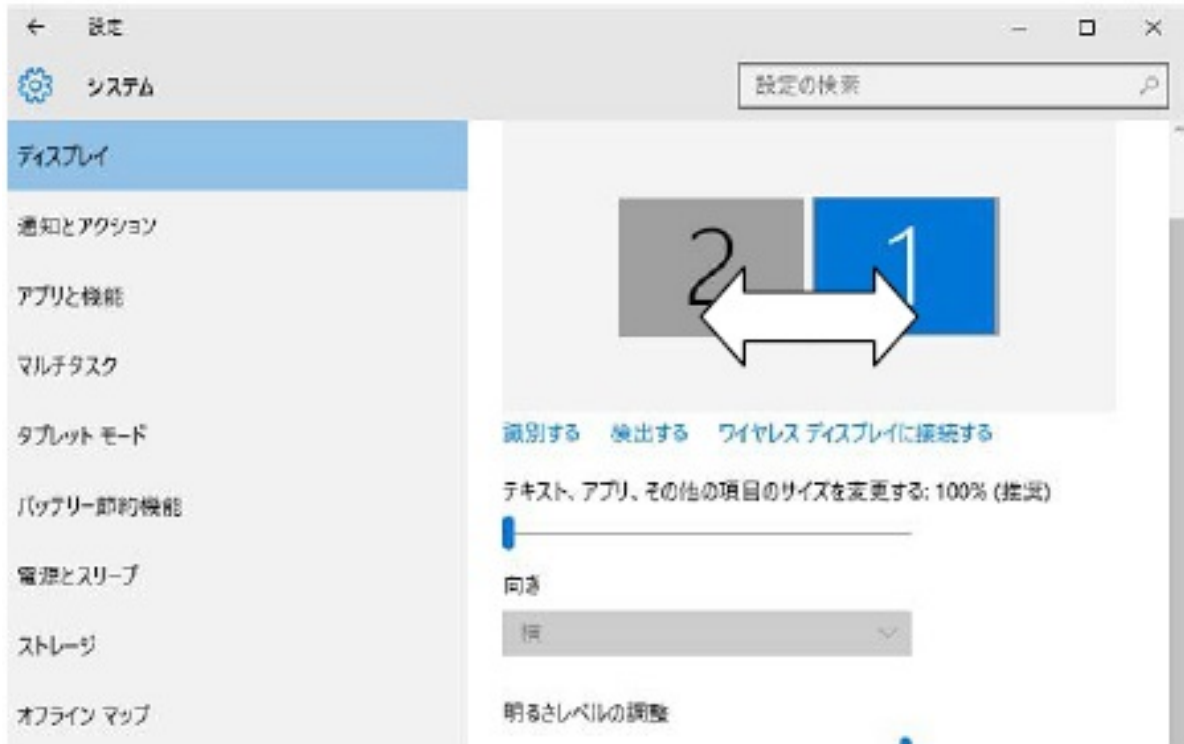 設定
システム
設定の検索
ディスプレイ
通知とアクション
アプリと機能
マルチタスク
タブレット モード
バッテリー節約機能
電源とスリープ
ストレージ
オフライン マップ
2
1
識別する 検出する ワイヤレス ディスプレイに接続する
テキスト、アプリ、その他の項目のサイズを変更する: 100% (推奨)
向き
横
明るさレベルの調整